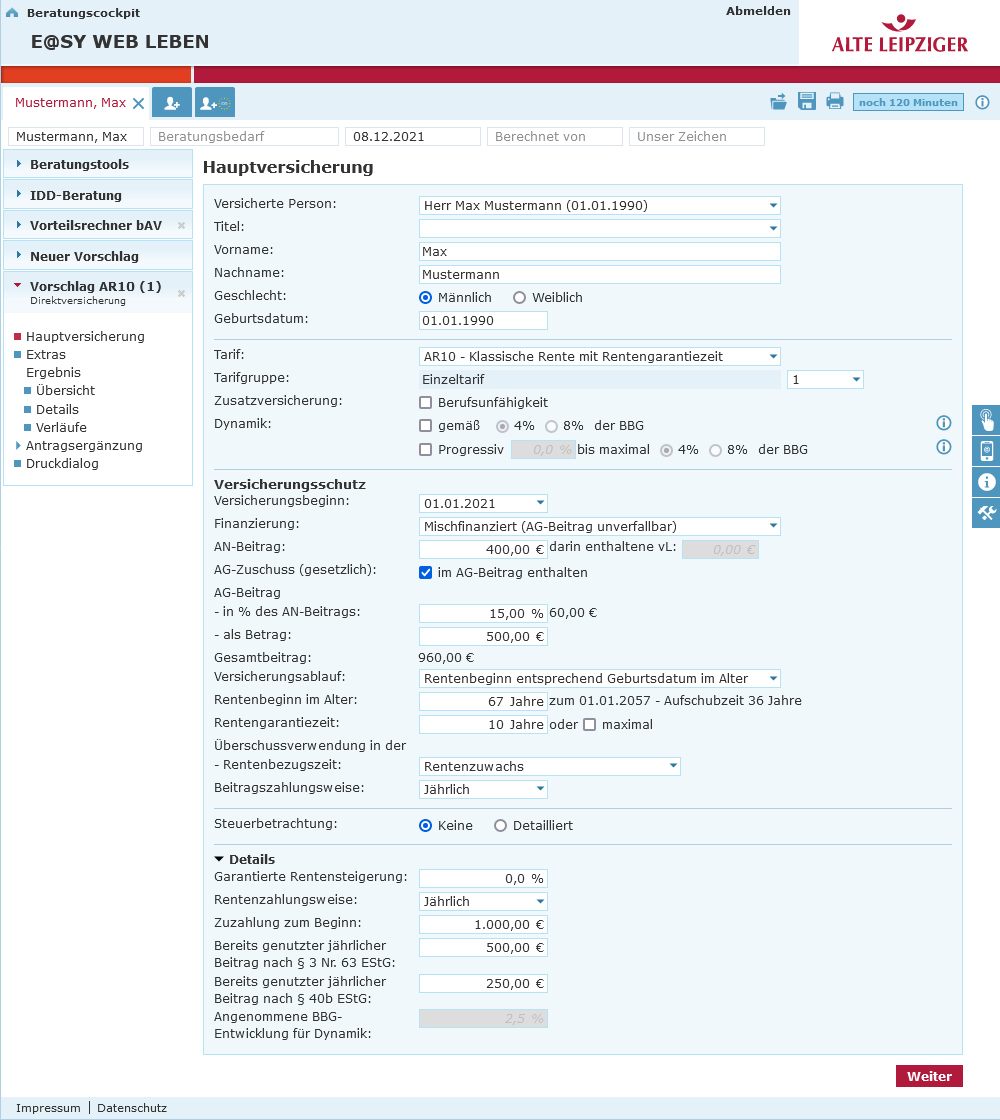 Beratungscockpit
Abmelden
E@SY WEB LEBEN
ALTE LEIPZIGER
Mustermann, Max
noch 120 Minuten
Mustermann, Max Beratungsbedarf 08.12.2021 Berechnet von Unser Zeichen
Beratungstools
IDD-Beratung
Vorteilsrechner bAV
Neuer Vorschlag
Vorschlag AR10 (1)
Direktversicherung
Hauptversicherung
Extras
Ergebnis
Übersicht
Details
Verläufe
Antragsergänzung
Druckdialog
Hauptversicherung
Versicherte Person: Herr Max Mustermann (01.01.1990)
Titel:
Vorname: Max
Nachname: Mustermann
Geschlecht: Männlich Weiblich
Geburtsdatum: 01.01.1990
Tarif: AR10 - Klassische Rente mit Rentengarantiezeit
Tarifgruppe: Einzeltarif 1
Zusatzversicherung: Berufsunfähigkeit
Dynamik: gemäß 4% 8% der BBG
Progressiv 0,0 % bis maximal 4% 8% der BBG
Versicherungsschutz
Versicherungsbeginn: 01.01.2021
Finanzierung: Mischfinanziert (AG-Beitrag unverfallbar)
AN-Beitrag: 400,00 € darin enthaltene vL: 0,00 €
AG-Zuschuss (gesetzlich): im AG-Beitrag enthalten
AG-Beitrag
- in % des AN-Beitrags: 15,00 % 60,00 €
- als Betrag: 500,00 €
Gesamtbeitrag: 960,00 €
Versicherungsablauf: Rentenbeginn entsprechend Geburtsdatum im Alter
Rentenbeginn im Alter: 67 Jahre zum 01.01.2057 - Aufschubzeit 36 Jahre
Rentengarantiezeit: 10 Jahre oder maximal
Überschussverwendung in der
- Rentenbezugszeit: Rentenzuwachs
Beitragszahlungsweise: Jährlich
Steuerbetrachtung: Keine Detailliert
Details
Garantierte Rentensteigerung: 0,0 %
Rentenzahlungsweise: Jährlich
Zuzahlung zum Beginn: 1.000,00 €
Bereits genutzter jährlicher 500,00 €
Beitrag nach § 3 Nr. 63 EStG:
Bereits genutzter jährlicher 250,00 €
Beitrag nach § 40b EStG:
Angenommene BBG- 2,5 %
Entwicklung für Dynamik:
Weiter
Impressum | Datenschutz